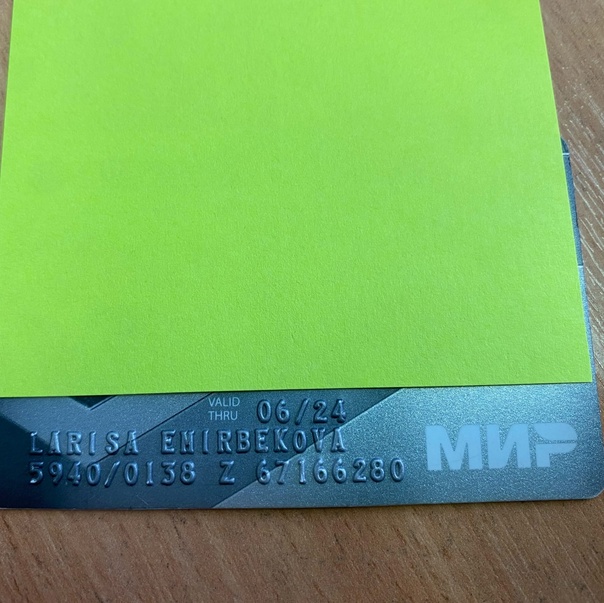 VALID
THRU 06/24
LARISA EMIRBEKOVA
5940/0138 Z 67166280
МИР